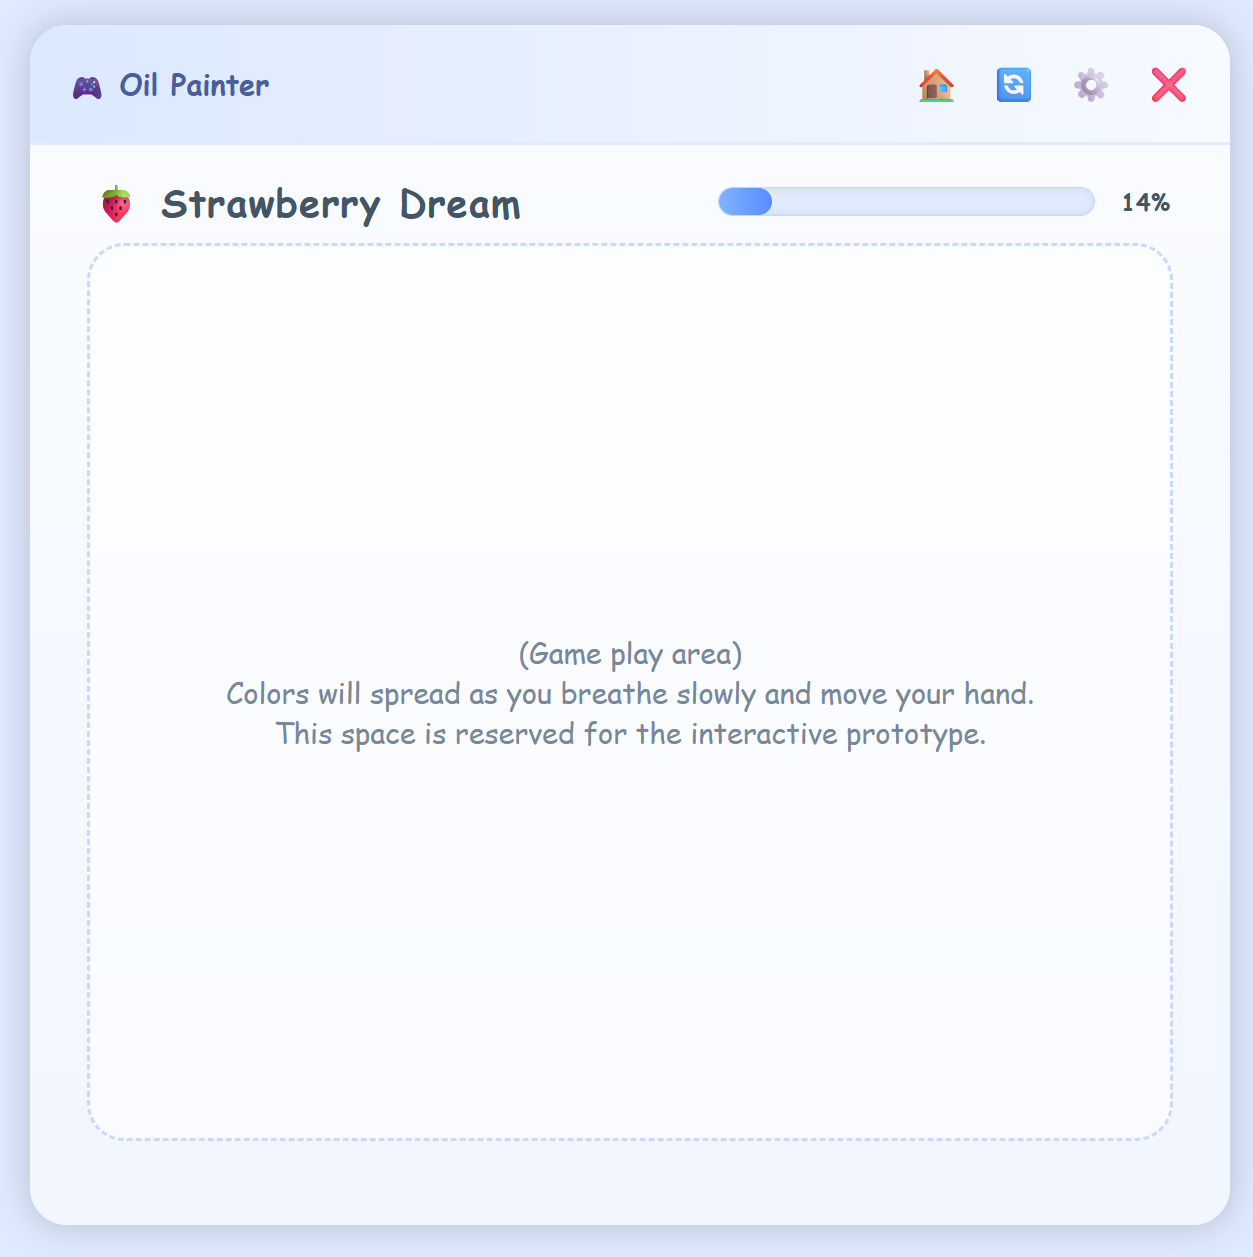 Oil Painter
Strawberry Dream
14%
(Game play area)
Colors will spread as you breathe slowly and move your hand.
This space is reserved for the interactive prototype.